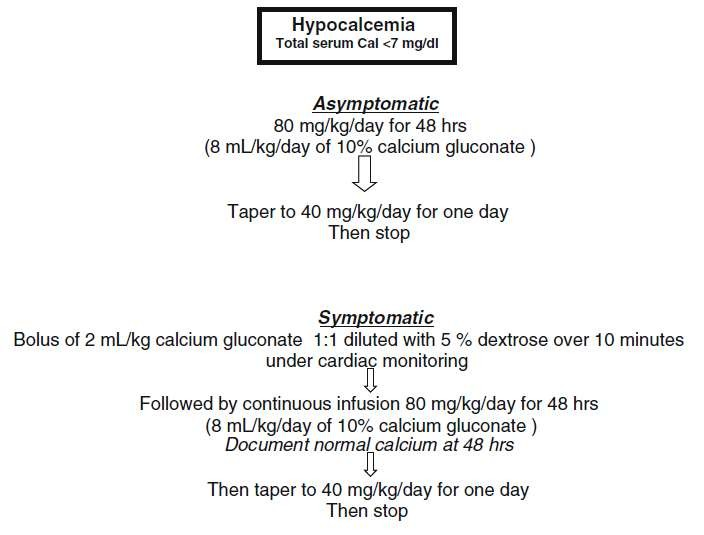 Hypocalcemia
Total serum Cal <7 mg/dl
Asymptomatic
80 mg/kg/day for 48 hrs
(8 mL/kg/day of 10% calcium gluconate )
Taper to 40 mg/kg/day for one day
Then stop
Symptomatic
Bolus of 2 mL/kg calcium gluconate  1:1 diluted with 5 % dextrose over 10 minutes
under cardiac monitoring
Followed by continuous infusion 80 mg/kg/day for 48 hrs
(8 mL/kg/day of 10% calcium gluconate )
Document normal calcium at 48 hrs
Then taper to 40 mg/kg/day for one day
Then stop